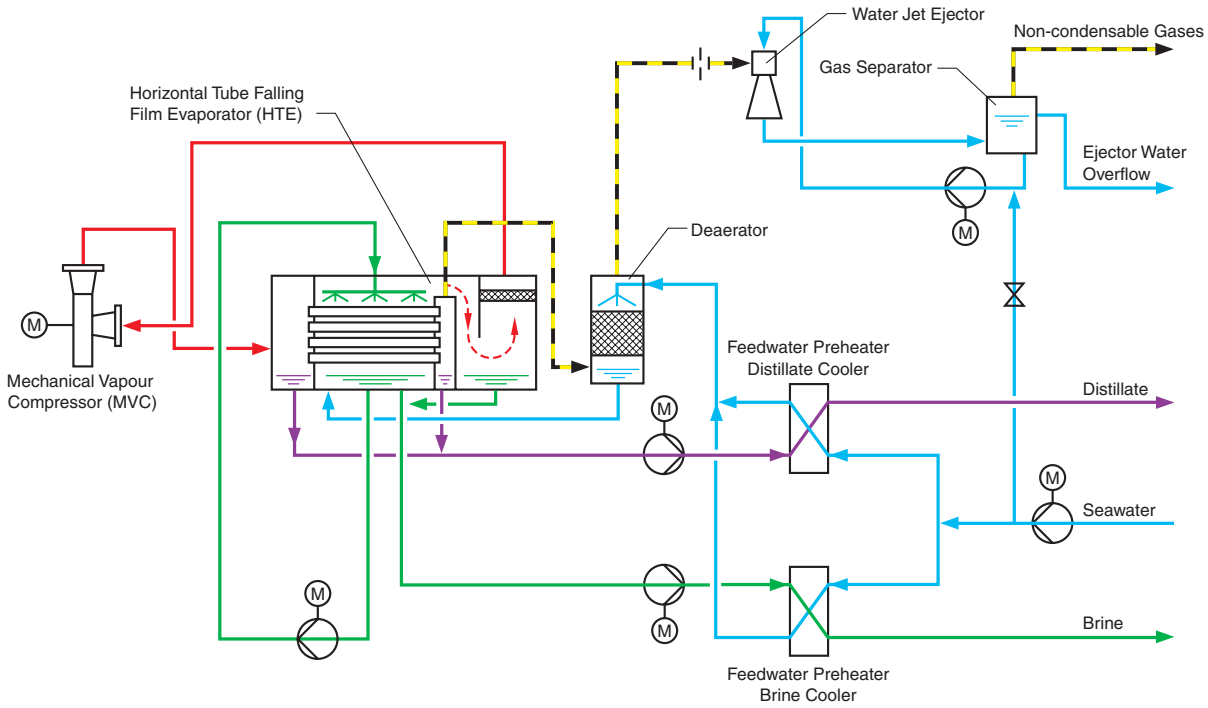 Water Jet Ejector
Non-condensable Gases
Gas Separator
Horizontal Tube Falling
Film Evaporator (HTE)
Ejector Water
Overflow
M
Deaerator
M
Mechanical Vapour
Compressor (MVC)
Feedwater Preheater
Distillate Cooler
Distillate
M
M
Seawater
M
M
Brine
Feedwater Preheater
Brine Cooler